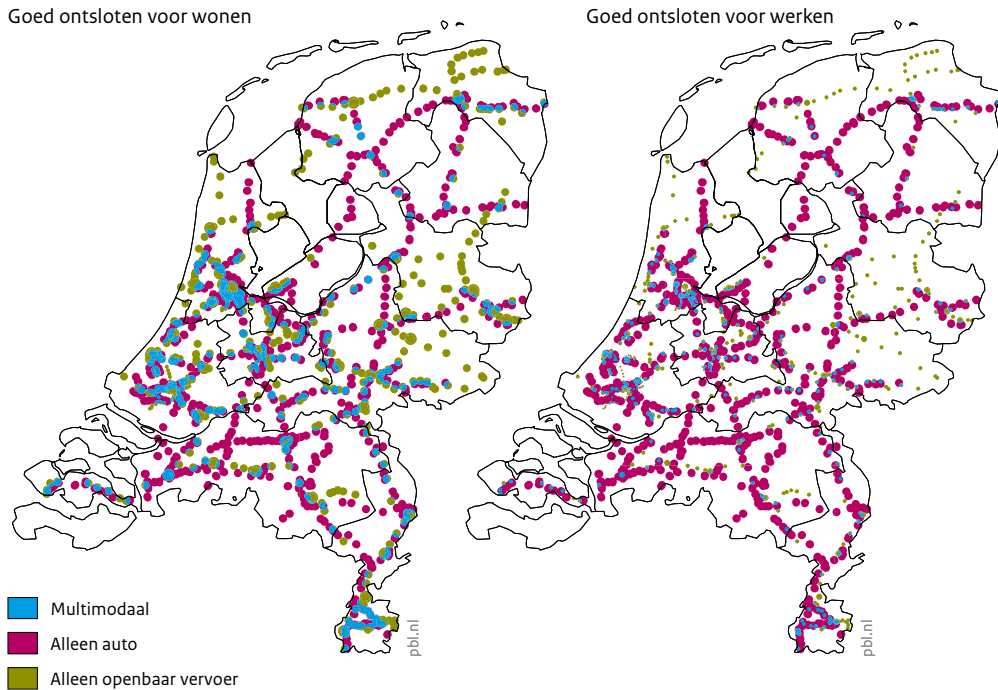 Goed ontsloten voor wonen
Goed ontsloten voor werken
Multimodaal
Alleen auto
Alleen openbaar vervoer
pbl.nl
pbl.nl